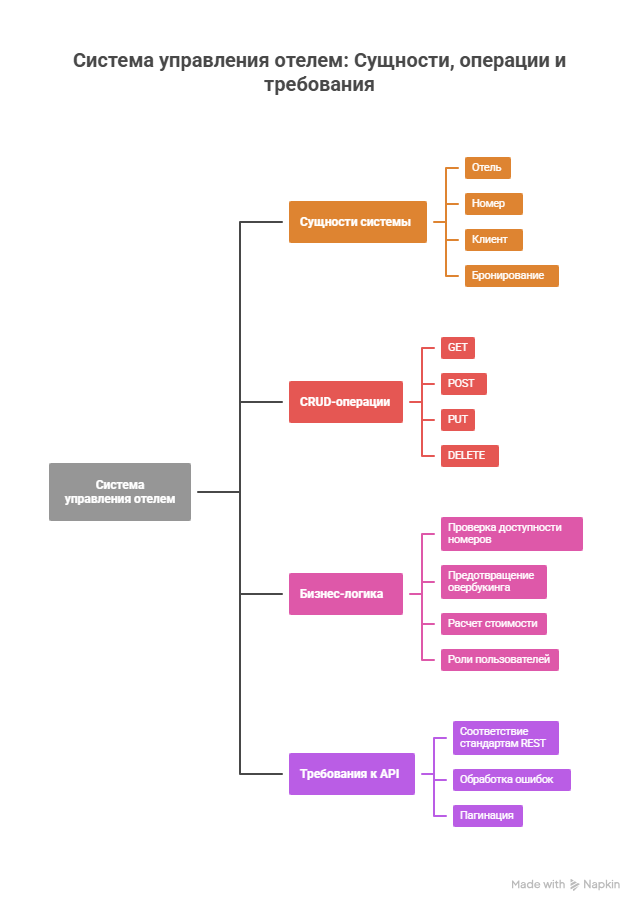 Система управления отелем: Сущности, операции и
требования
Отель
Номер
Сущности системы
Клиент
Бронирование
GET
POST
CRUD-операции
PUT
DELETE
Система
управления отелем
Проверка доступности
номеров
Предотвращение
овербукинга
Бизнес-логика
Расчет стоимости
Роли пользователей
Соответствие
стандартам REST
Требования к API
Обработка ошибок
Пагинация
Made with Napkin